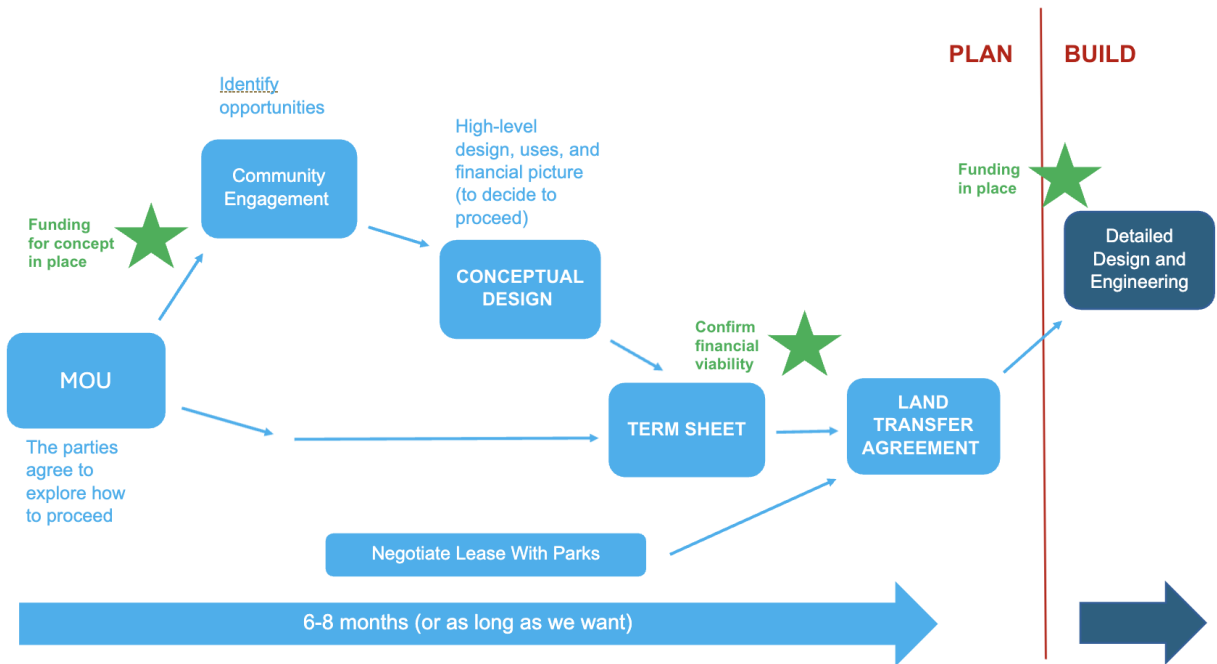 PLAN
BUILD
Identify
opportunities
Community
Engagement
High-level
design, uses, and
financial picture
(to decide to
proceed)
Funding
for concept
in place
CONCEPTUAL
DESIGN
Funding
in place
Detailed
Design and
Engineering
MOU
The parties
agree to
explore how
to proceed
Confirm
financial
viability
TERM SHEET
LAND
TRANSFER
AGREEMENT
Negotiate Lease With Parks
6-8 months (or as long as we want)